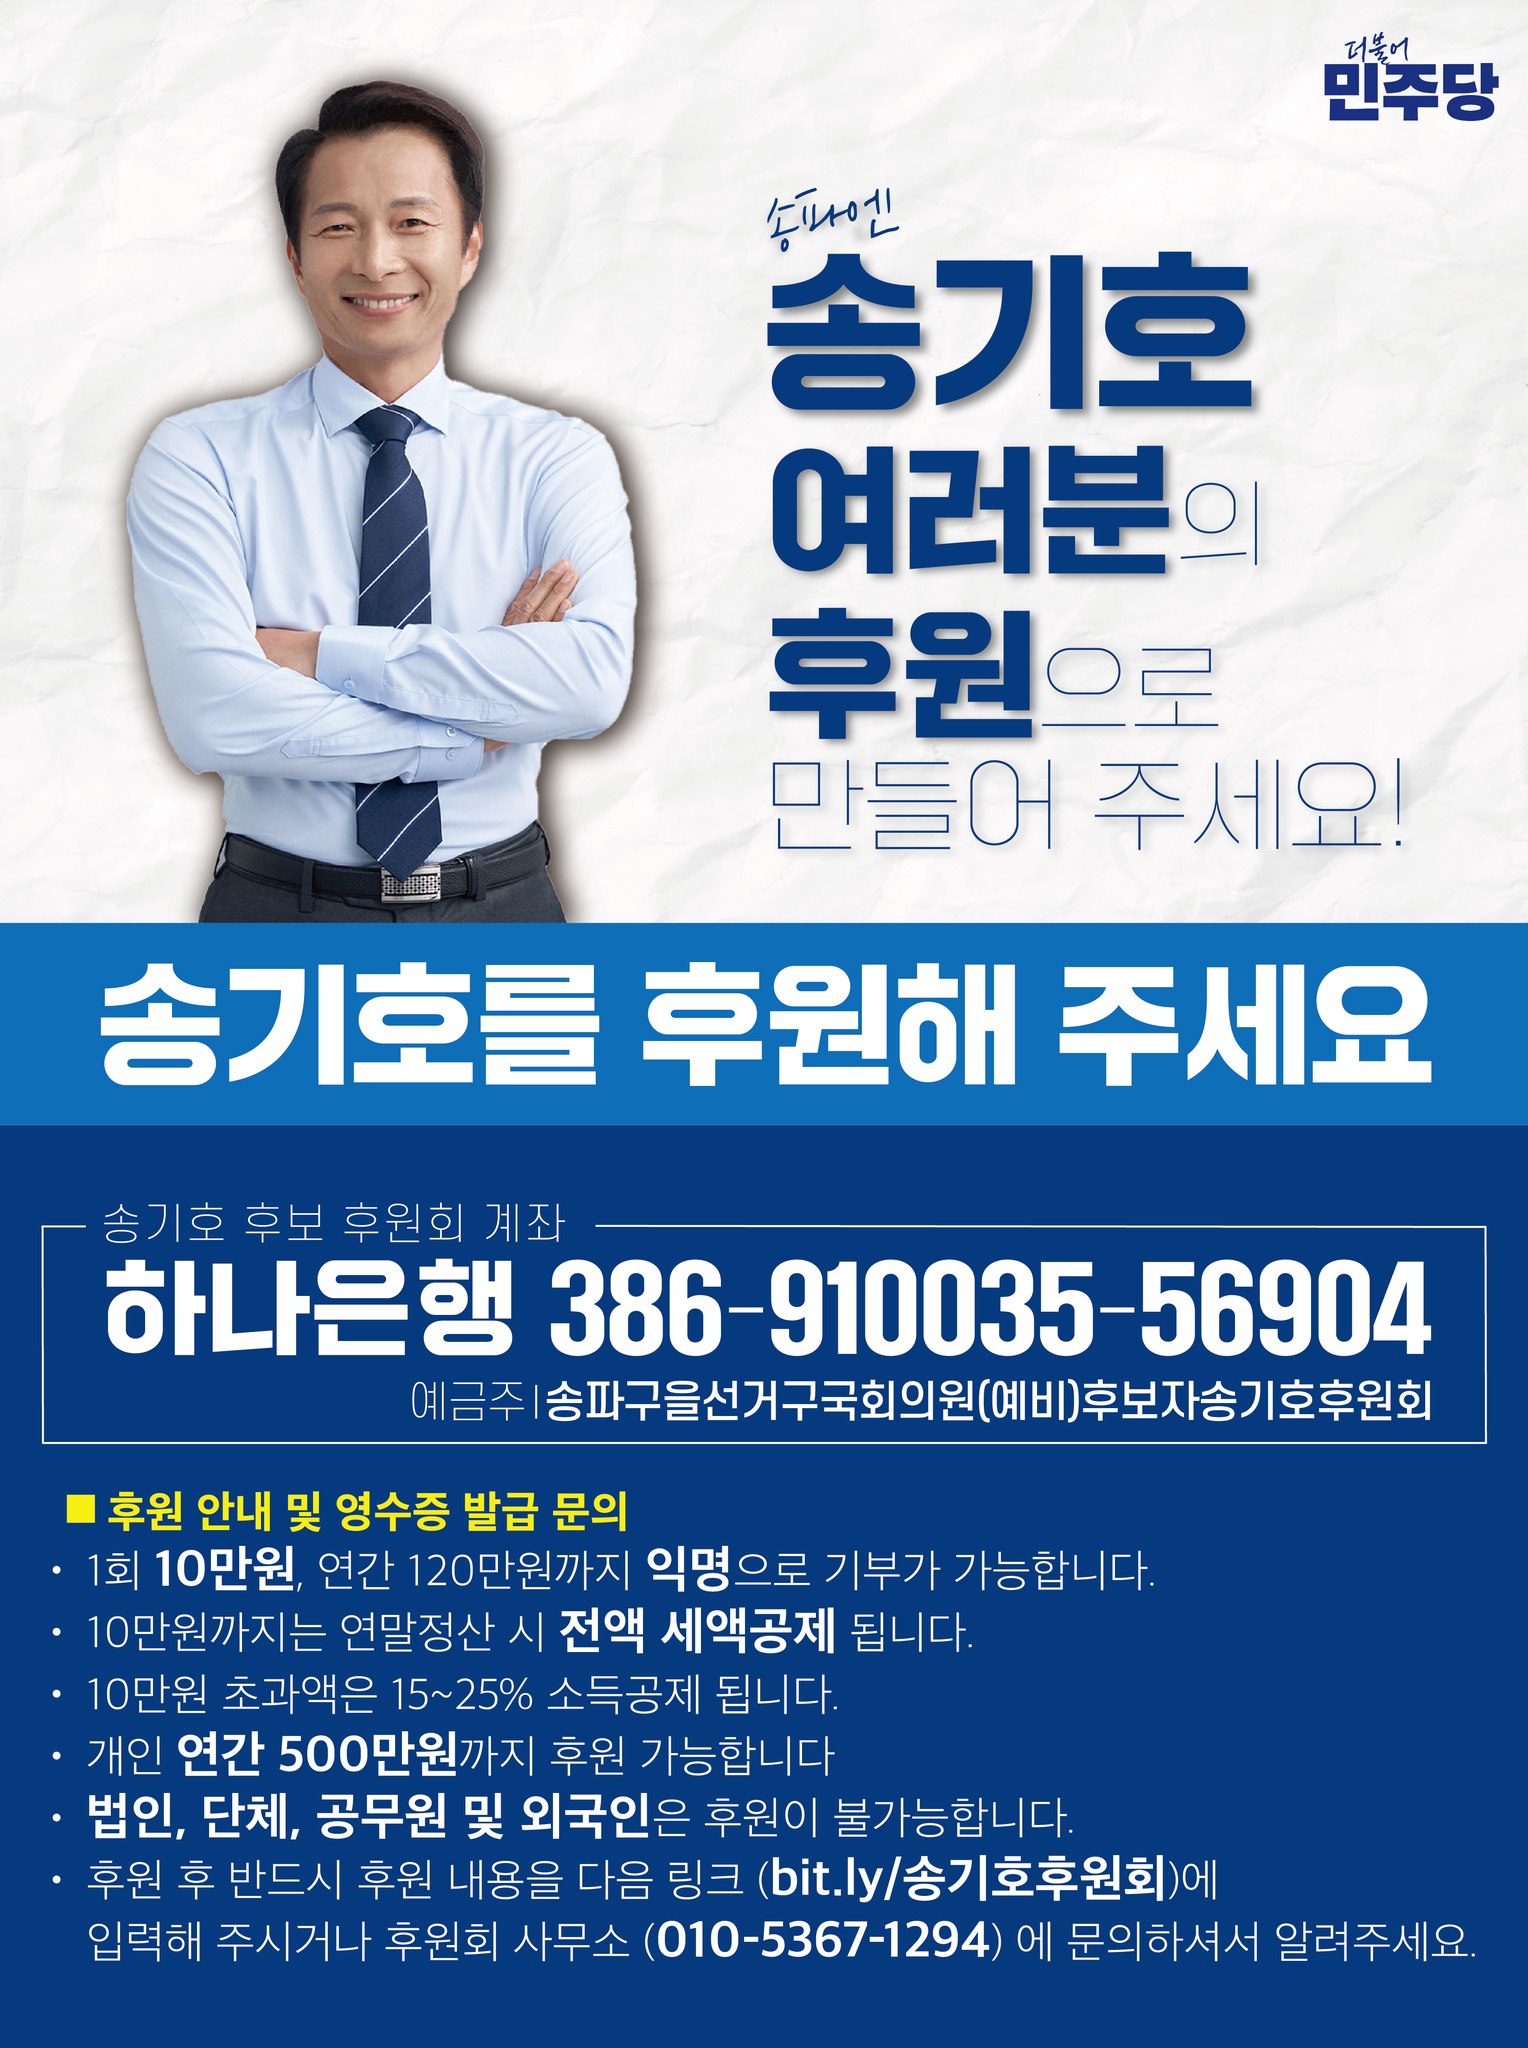 더불어
민주당
송파엔
송기호
여러분의
후원으로
만들어 주세요!
송기호를 후원해 주세요
송기호 후보 후원회 계좌
하나은행 386-910035-56904
예금주 | 송파구을선거구국회의원(예비)후보자송기호후원회
■ 후원 안내 및 영수증 발급 문의
• 1회 10만원, 연간 120만원까지 익명으로 기부가 가능합니다.
• 10만원까지는 연말정산 시 전액 세액공제 됩니다.
• 10만원 초과액은 15~25% 소득공제 됩니다.
• 개인 연간 500만원까지 후원 가능합니다
• 법인, 단체, 공무원 및 외국인은 후원이 불가능합니다.
• 후원 후 반드시 후원 내용을 다음 링크 (bit.ly/송기호후원회)에
입력해 주시거나 후원회 사무소 (010-5367-1294) 에 문의하셔서 알려주세요.